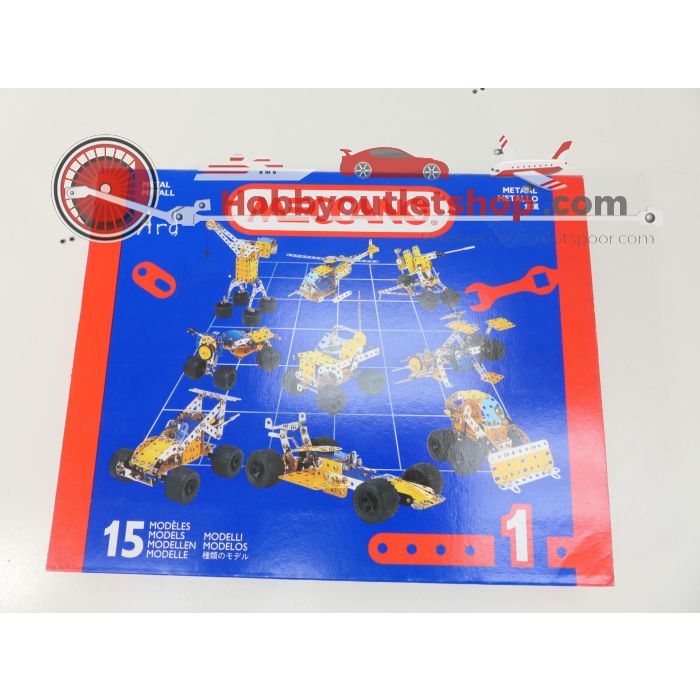 METAL
METALL
METAL
METALLO
Hobbyoutletshop.com
MECCANO
®
15
MODÈLES
MODELS
MODELLEN
MODELLE
MODELLI
MODELOS
種類のモデル
1